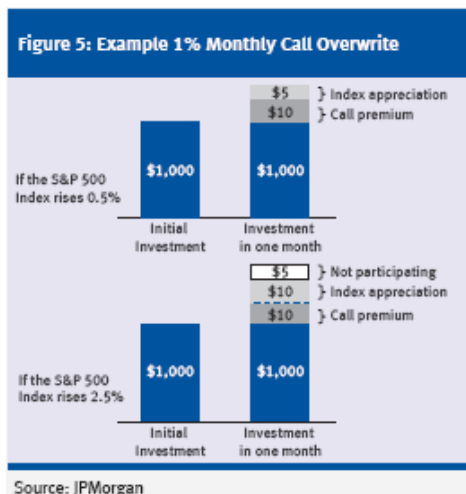 Figure 5: Example 1% Monthly Call Overwrite
$5 } Index appreciation
$10 } Call premium
If the S&P 500
Index rises 0.5%
$1,000 $1,000
Initial
Investment
Investment
in one month
$5 } Not participating
$10 } Index appreciation
$10 } Call premium
If the S&P 500
Index rises 2.5%
$1,000 $1,000
Initial
Investment
Investment
in one month
Source: JPMorgan